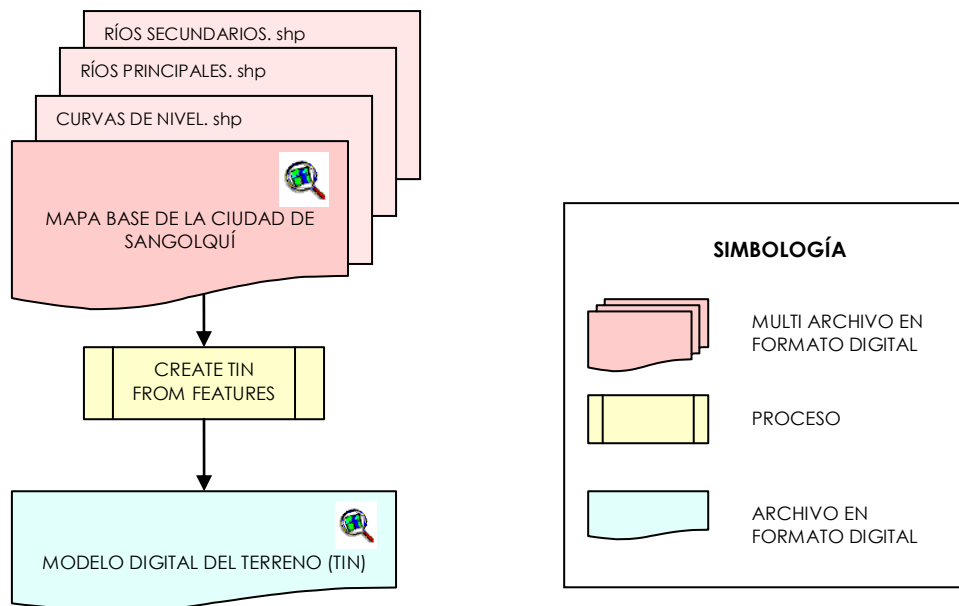 RÍOS SECUNDARIOS. shp
RÍOS PRINCIPALES. shp
CURVAS DE NIVEL. shp
MAPA BASE DE LA CIUDAD DE
SANGOLQUÍ
CREATE TIN
FROM FEATURES
MODELO DIGITAL DEL TERRENO (TIN)
SIMBOLOGÍA
MULTI ARCHIVO EN
FORMATO DIGITAL
PROCESO
ARCHIVO EN
FORMATO DIGITAL